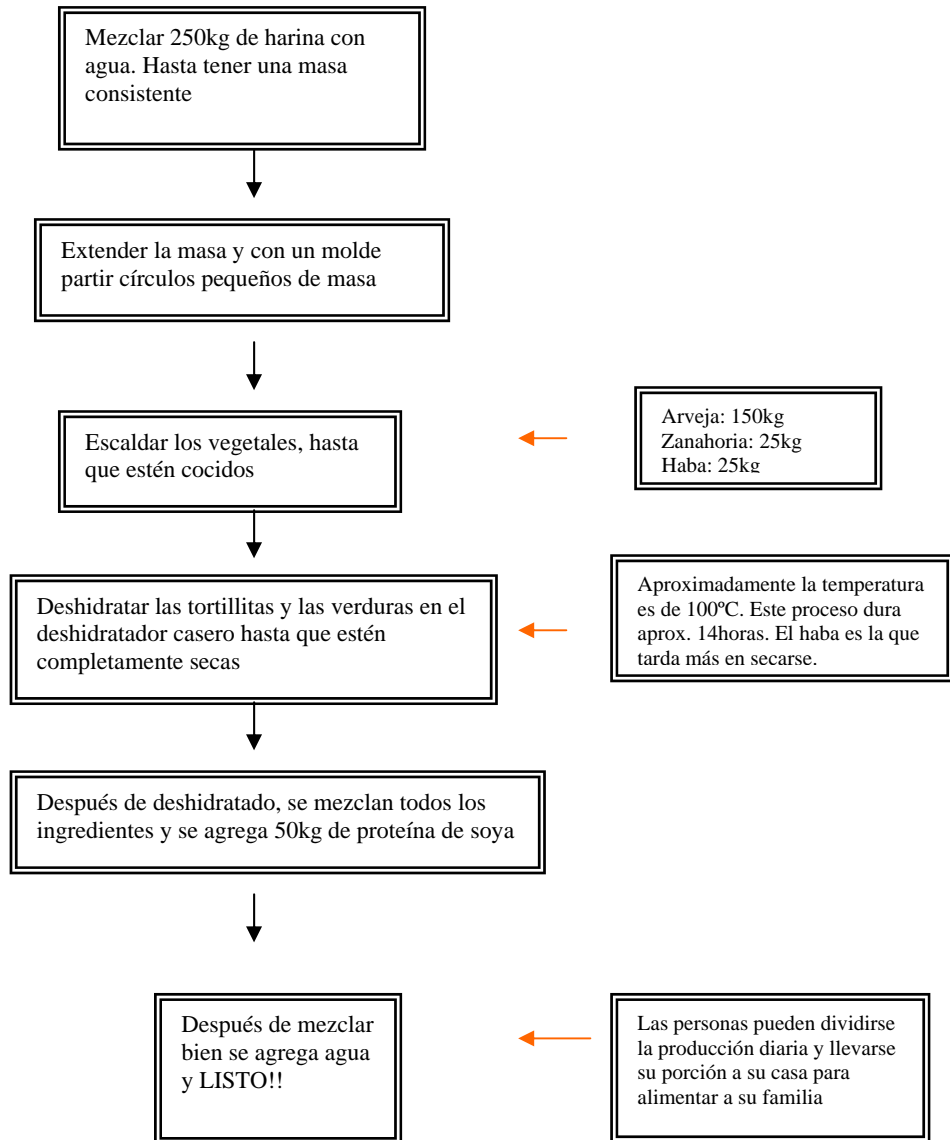 Mezclar 250kg de harina con
agua. Hasta tener una masa
consistente
Extender la masa y con un molde
partir círculos pequeños de masa
Escaldar los vegetales, hasta
que estén cocidos
Arveja: 150kg
Zanahoria: 25kg
Haba: 25kg
Deshidratar las tortillitas y las verduras en el
deshidratador casero hasta que estén
completamente secas
Aproximadamente la temperatura
es de 100ºC. Este proceso dura
aprox. 14horas. El haba es la que
tarda más en secarse.
Después de deshidratado, se mezclan todos los
ingredientes y se agrega 50kg de proteína de soya
Después de mezclar
bien se agrega agua
y LISTO!!
Las personas pueden dividirse
la producción diaria y llevarse
su porción a su casa para
alimentar a su familia